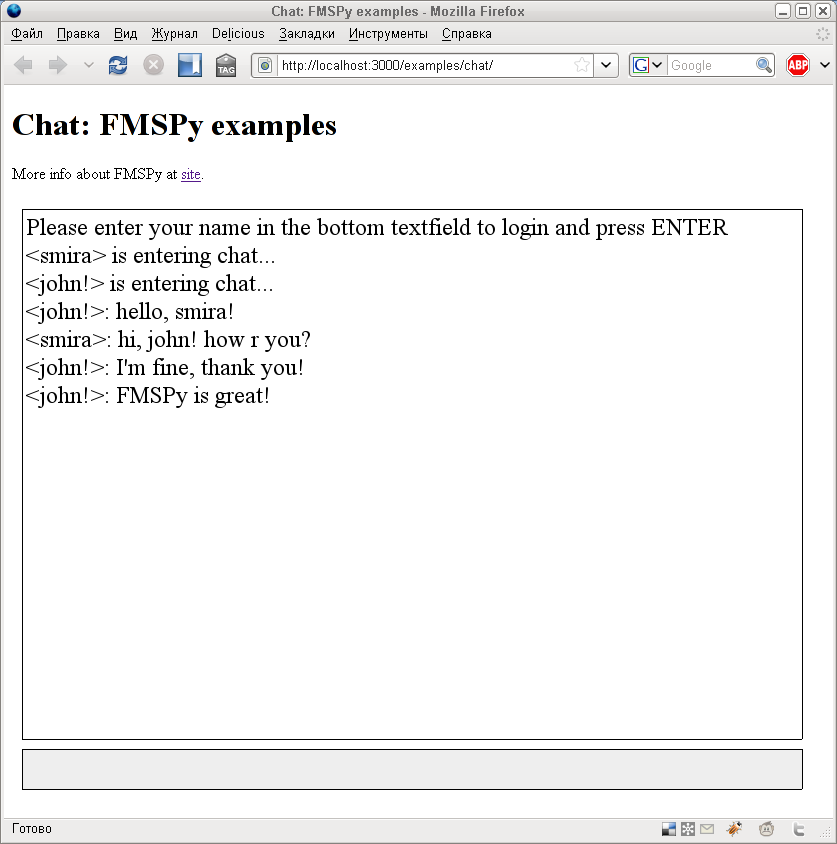 Chat: FMSPy examples - Mozilla Firefox
Файл Правка Вид Журнал Delicious Закладки Инструменты Справка
TAG http://localhost:3000/examples/chat/ G Google ABP
Chat: FMSPy examples
More info about FMSPy at site.
Please enter your name in the bottom textfield to login and press ENTER
<smira> is entering chat...
<john!> is entering chat...
<john!>: hello, smira!
<smira>: hi, john! how r you?
<john!>: I'm fine, thank you!
<john!>: FMSPy is great!
Готово